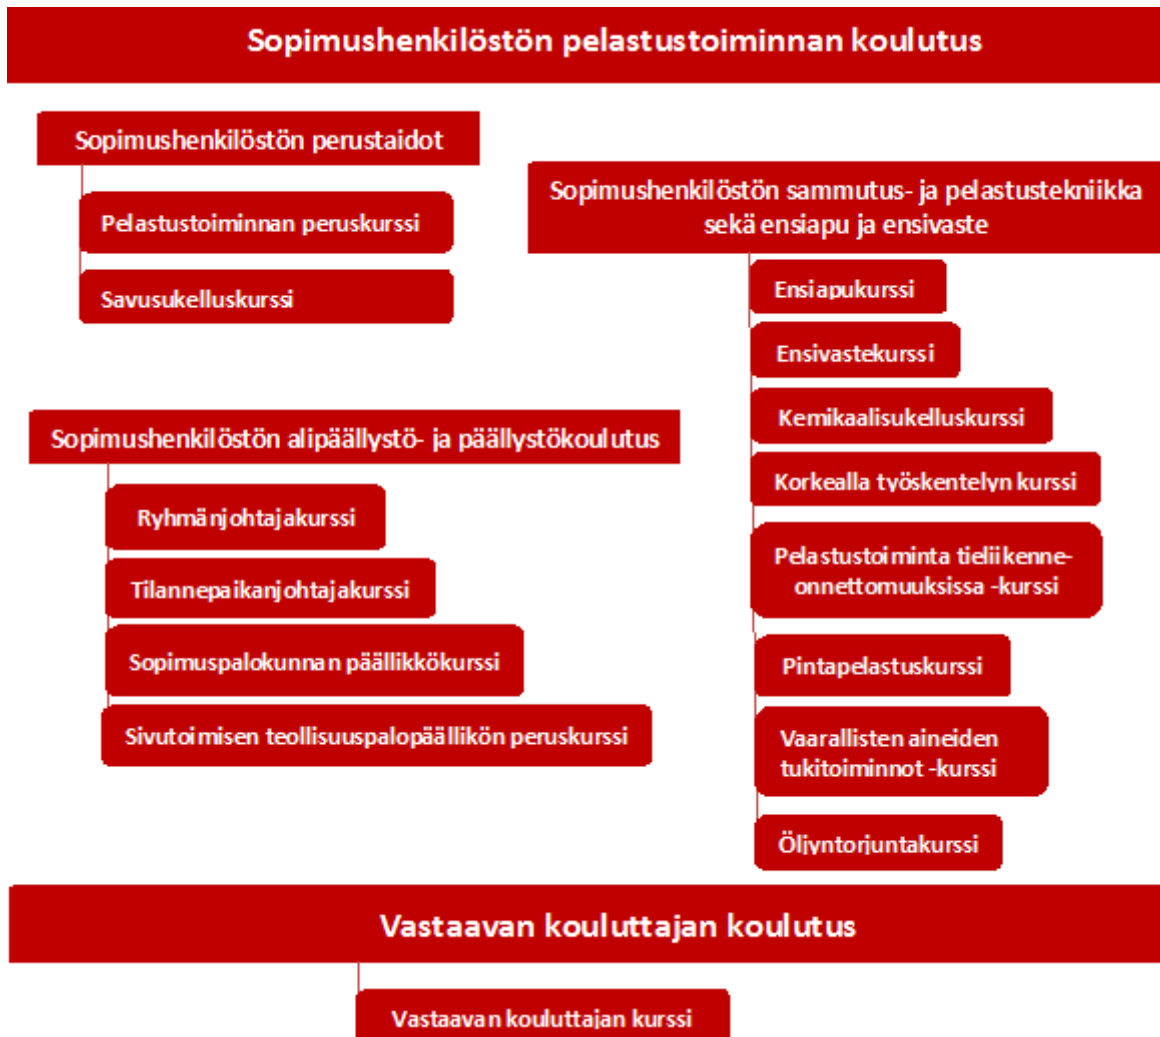 Sopimushenkilöstön pelastustoiminnan koulutus
Sopimushenkilöstön perustaidot
Pelastustoiminnan peruskurssi
Savusukelluskurssi
Sopimushenkilöstön alipäällystö- ja päällystökoulutus
Ryhmänjohtajakurssi
Tilannepaikanjohtajakurssi
Sopimuspalokunnan päällikkökurssi
Sivutoimisen teollisuuspalopäällikön peruskurssi
Sopimushenkilöstön sammutus- ja pelastustekniikka
sekä ensiapu ja ensivaste
Ensiapukurssi
Ensivastekurssi
Kemikaalisukelluskurssi
Korkealla työskentelyn kurssi
Pelastustoiminta tieliikenne-
onnettomuuksissa -kurssi
Pintapelastuskurssi
Vaarallisten aineiden
tukitoiminnot -kurssi
Öljyntorjuntakurssi
Vastaavan kouluttajan koulutus
Vastaavan kouluttajan kurssi